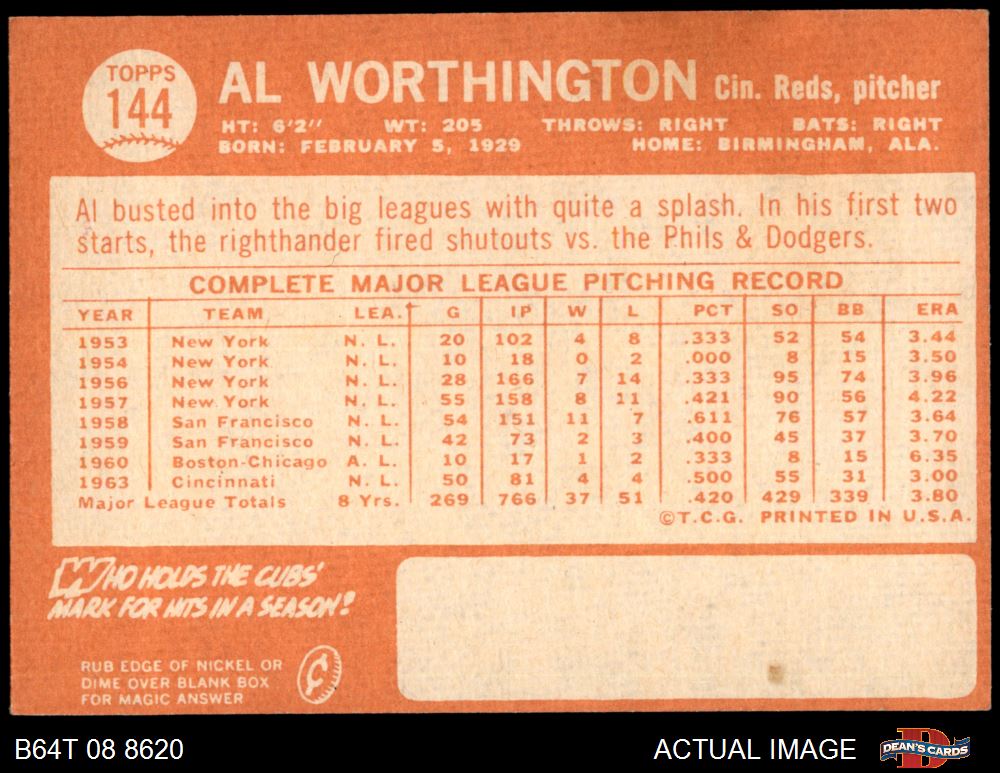 TOPPS
144
AL WORTHINGTON Cin. Reds, pitcher
HT: 6'2" WT: 205 THROWS: RIGHT BATS: RIGHT
BORN: FEBRUARY 5, 1929 HOME: BIRMINGHAM, ALA.
Al busted into the big leagues with quite a splash. In his first two
starts, the righthander fired shutouts vs. the Phils & Dodgers.
COMPLETE MAJOR LEAGUE PITCHING RECORD
YEAR TEAM LEA. G IP W L PCT SO BB ERA
1953 New York N. L. 20 102 4 8 .333 52 54 3.44
1954 New York N. L. 10 18 0 2 .000 8 15 3.50
1956 New York N. L. 28 166 7 14 .333 95 74 3.96
1957 New York N. L. 55 158 8 11 .421 90 56 4.22
1958 San Francisco N. L. 54 151 11 7 .611 76 57 3.64
1959 San Francisco N. L. 42 73 2 3 .400 45 37 3.70
1960 Boston-Chicago A. L. 10 17 1 2 .333 8 15 6.35
1963 Cincinnati N. L. 50 81 4 4 .500 55 31 3.00
Major League Totals 8 Yrs. 269 766 37 51 .420 429 339 3.80
©T.C.G. PRINTED IN U.S.A.
WHO HOLDS THE CUBS'
MARK FOR HITS IN A SEASON?
RUB EDGE OF NICKEL OR
DIME OVER BLANK BOX
FOR MAGIC ANSWER
¢
B64T 08 8620 ACTUAL IMAGE DEAN'S CARDS